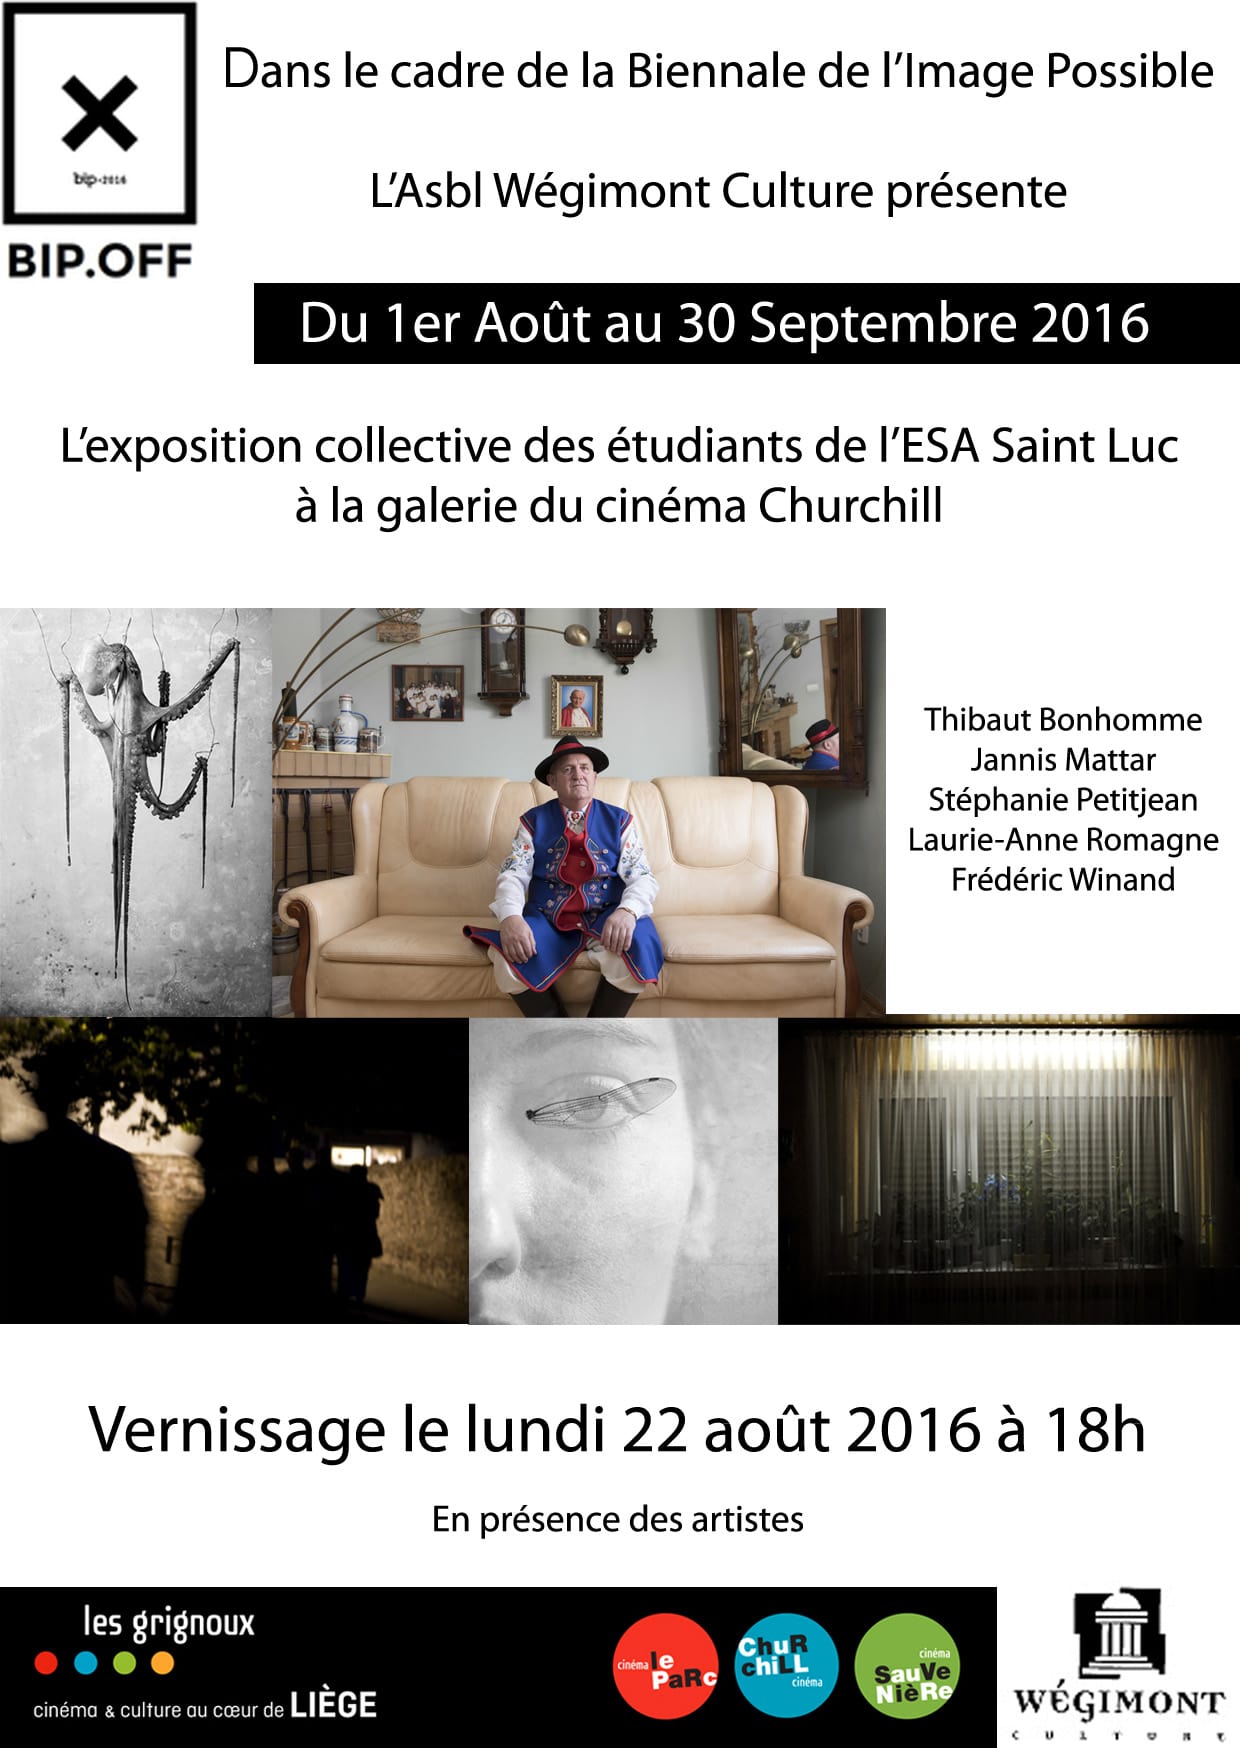 Dans le cadre de la Biennale de l'Image Possible
bip-2016
BIP.OFF
L'Asbl Wégimont Culture présente
Du 1er Août au 30 Septembre 2016
L'exposition collective des étudiants de l'ESA Saint Luc
à la galerie du cinéma Churchill
Thibaut Bonhomme
Jannis Mattar
Stéphanie Petitjean
Laurie-Anne Romagne
Frédéric Winand
Vernissage le lundi 22 août 2016 à 18h
En présence des artistes
les grignoux
cinéma & culture au cœur de LIÈGE
cinéma le
PaRc
ChuR
chiLL
cinéma
cinéma
SauVe
NièRe
WÉGIMONT
CULTURE